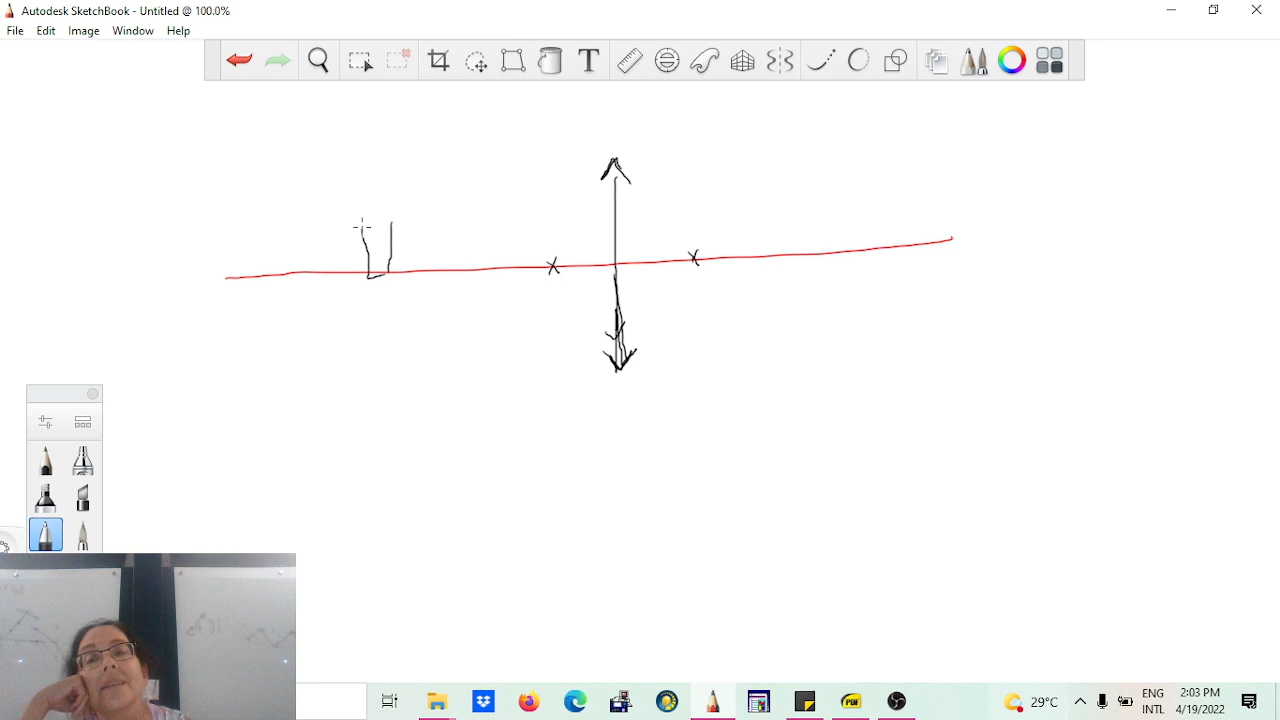 Autodesk SketchBook - Untitled @ 100.0%
File Edit Image Window Help
T
PDF
29°C
ENG
INTL
2:03 PM
4/19/2022